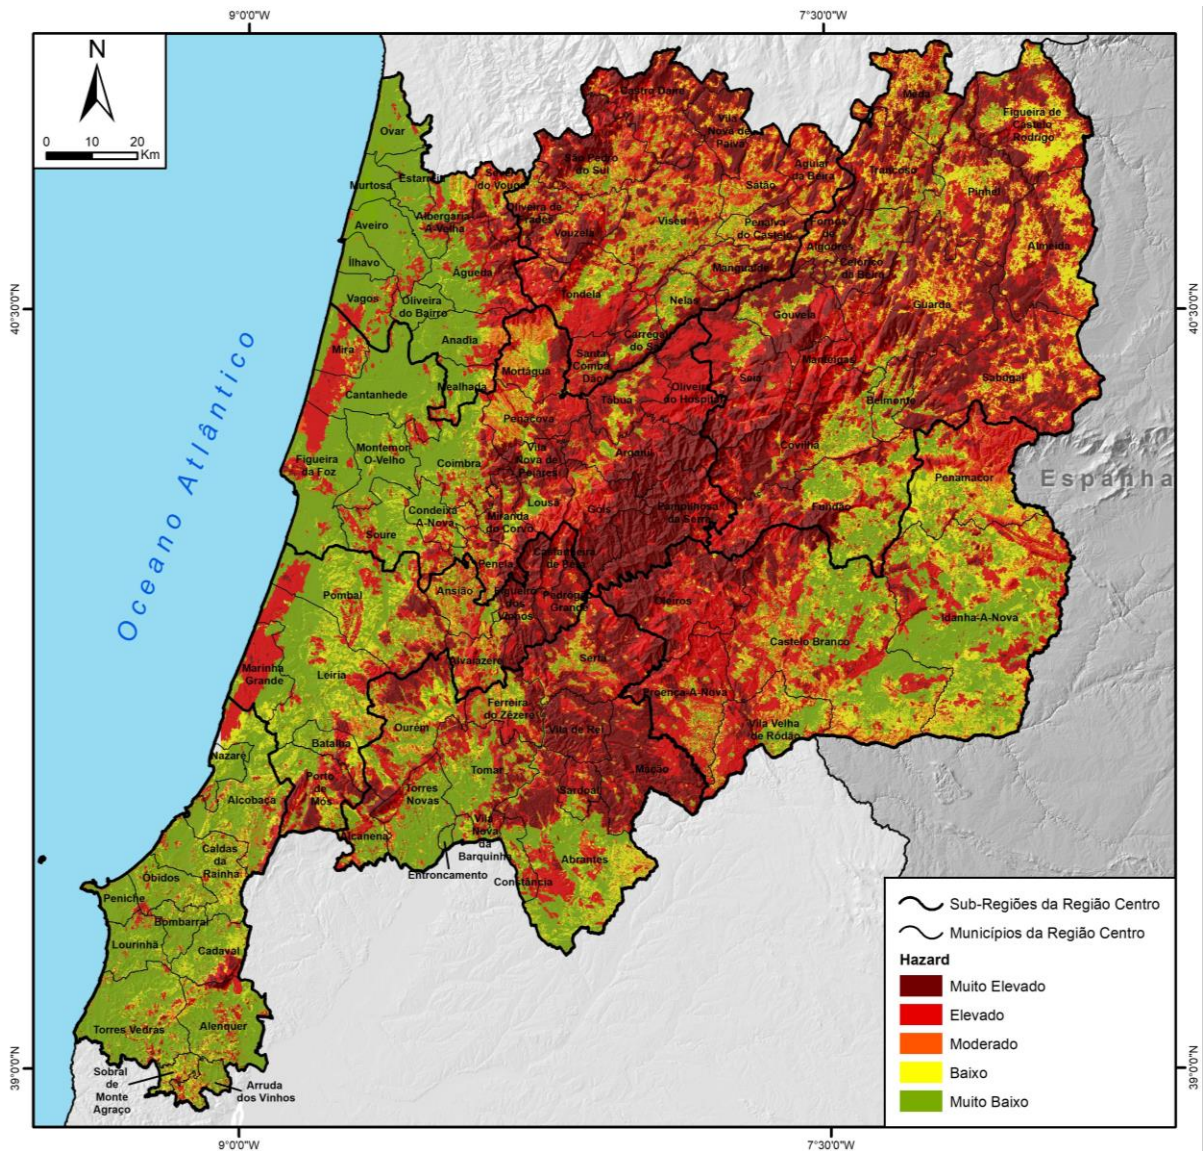 9°0'0"W
7°30'0"W
N
0 10 20
Km
40°30'0"N
40°30'0"N
39°0'0"N
39°0'0"N
9°0'0"W
7°30'0"W
Oceano Atlântico
Espanha
Castro Daire
Meda
Figueira de
Castelo
Rodrigo
Vila
Nova de
Paiva
Ovar
São Pedro
do Sul
Aguiar
da Beira
Trancoso
Estarreja
Murtosa
Sever
do Vouga
Sátão
Pinhel
Oliveira de
Frades
Albergaria-
A-Velha
Aveiro
Viseu
Penalva
do Castelo
Fornos
de
Algodres
Vouzela
Almeida
Ílhavo
Águeda
Mangualde
Celorico
da Beira
Vagos
Oliveira
do Bairro
Tondela
Nelas
Guarda
Gouveia
Anadia
Carregal
do Sal
Mira
Santa
Comba
Dão
Manteigas
Mortágua
Seia
Sabugal
Mealhada
Cantanhede
Oliveira
do Hospital
Tábua
Belmonte
Penacova
Montemor-
O-Velho
Covilhã
Figueira
da Foz
Coimbra
Vila
Nova de
Poiares
Arganil
Penamacor
Lousã
Góis
Pampilhosa
da Serra
Fundão
Condeixa-
A-Nova
Miranda
do Corvo
Soure
Castanheira
de Pêra
Penela
Pombal
Ansião
Figueiró
dos
Vinhos
Pedrógão
Grande
Oleiros
Idanha-A-Nova
Castelo Branco
Marinha
Grande
Leiria
Alvaiázere
Sertã
Proença-A-Nova
Ferreira
do Zêzere
Ourém
Vila de Rei
Vila Velha
de Ródão
Batalha
Nazaré
Porto
de
Mós
Tomar
Mação
Torres
Novas
Sardoal
Alcobaça
Vila
Nova
da
Barquinha
Alcanena
Caldas
da
Rainha
Abrantes
Entroncamento
Constância
Óbidos
Peniche
Bombarral
Lourinhã
Cadaval
Torres Vedras
Alenquer
Sobral
de
Monte
Agraço
Arruda
dos Vinhos
Sub-Regiões da Região Centro
Municípios da Região Centro
Hazard
Muito Elevado
Elevado
Moderado
Baixo
Muito Baixo